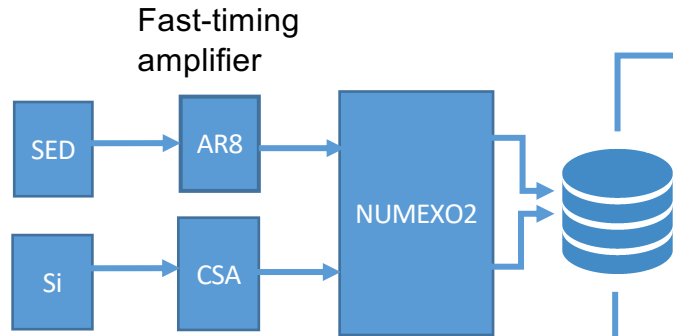 Fast-timing
amplifier
SED
AR8
NUMEXO2
Si
CSA